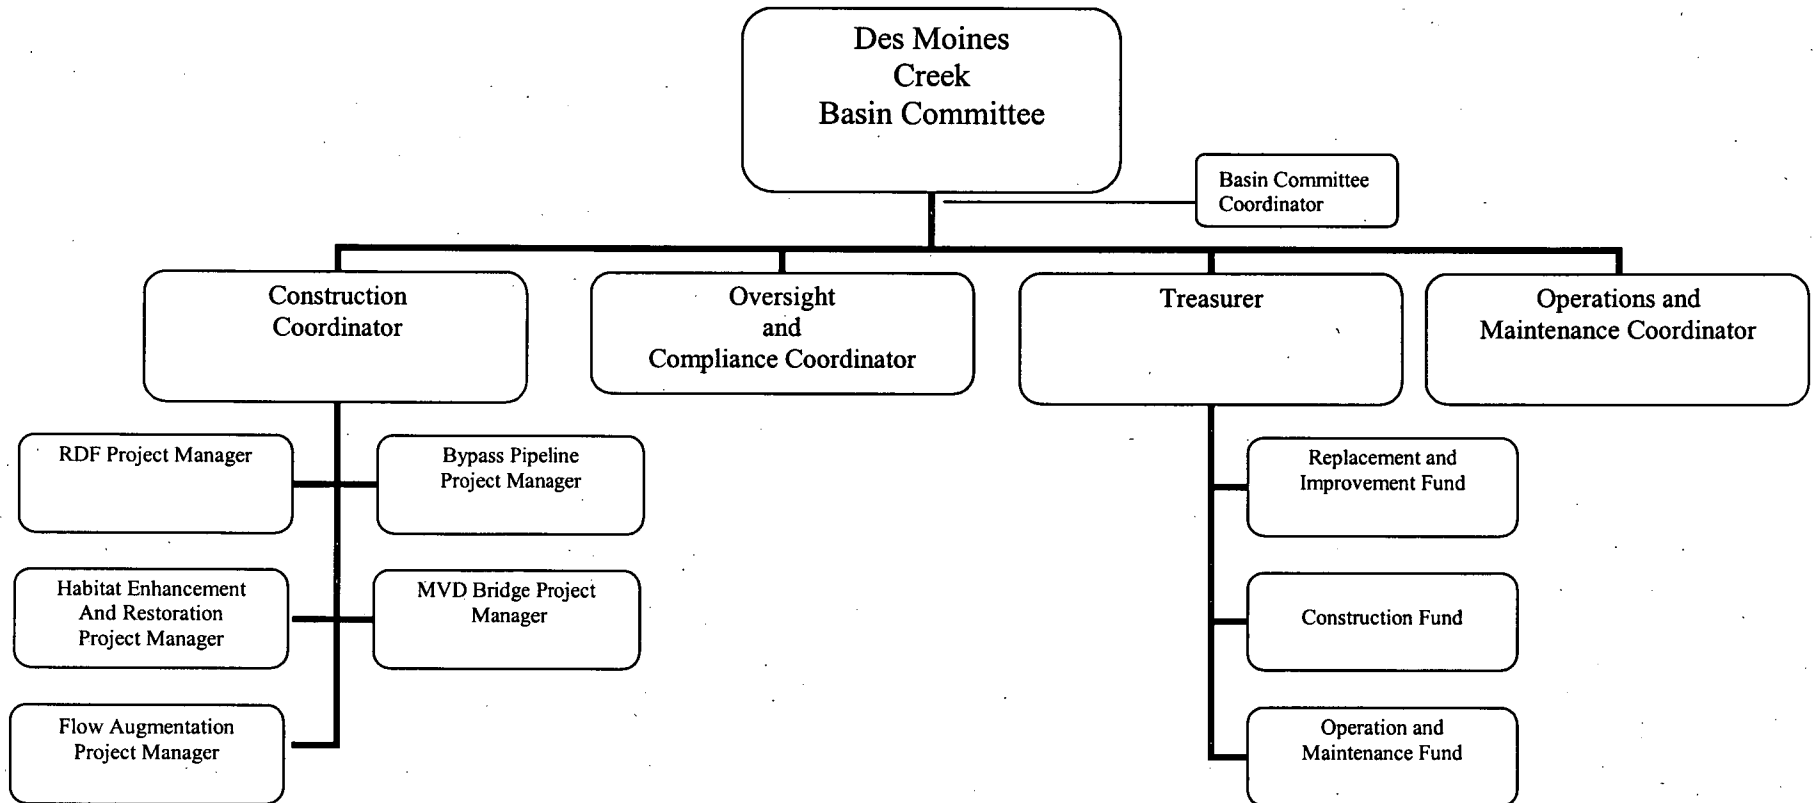 Des Moines
Creek
Basin Committee
Basin Committee
Coordinator
Construction
Coordinator
Oversight
and
Compliance Coordinator
Treasurer
Operations and
Maintenance Coordinator
RDF Project Manager
Bypass Pipeline
Project Manager
Replacement and
Improvement Fund
Habitat Enhancement
And Restoration
Project Manager
MVD Bridge Project
Manager
Construction Fund
Flow Augmentation
Project Manager
Operation and
Maintenance Fund